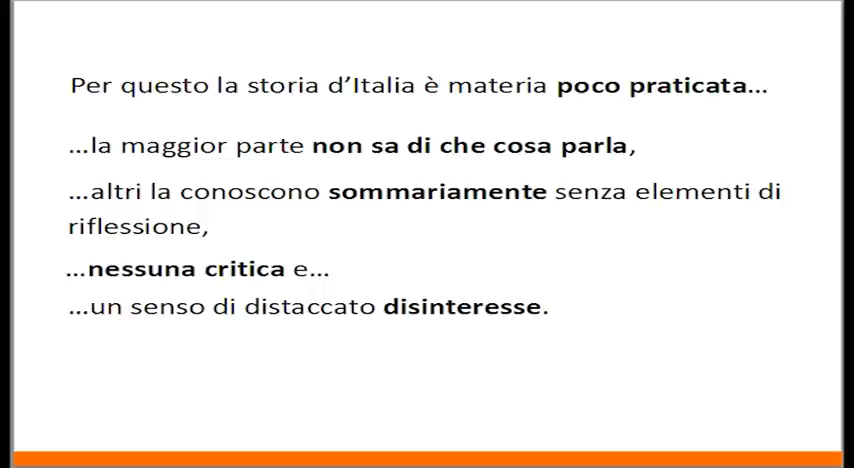 Per questo la storia d’Italia è materia poco praticata...
...la maggior parte non sa di che cosa parla,
...altri la conoscono sommariamente senza elementi di
riflessione,
...nessuna critica e...
...un senso di distaccato disinteresse.